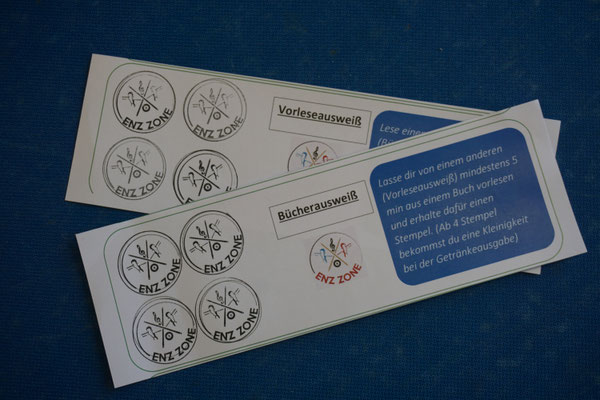 ENZ ZONE
ENZ ZONE
ENZ ZONE
ENZ ZONE
Vorleseausweiß
Lese einem
ENZ ZONE
ENZ ZONE
ENZ ZONE
ENZ ZONE
Bücherausweiß
ENZ ZONE
Lasse dir von einem anderen
(Vorleseausweiß) mindestens 5
min aus einem Buch vorlesen
und erhalte dafür einen
Stempel. (Ab 4 Stempel
bekommst du eine Kleinigkeit
bei der Getränkeausgabe)